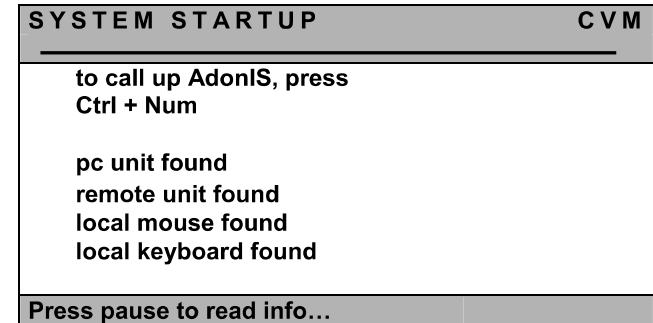 SYSTEM STARTUP CVM
to call up AdonIS, press
Ctrl + Num
pc unit found
remote unit found
local mouse found
local keyboard found
Press pause to read info...